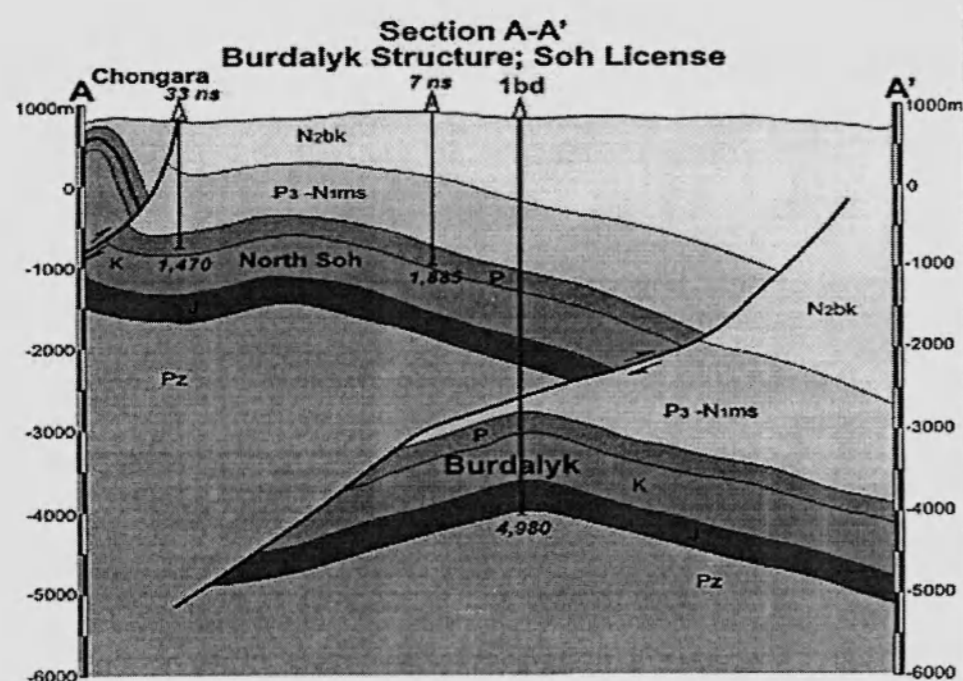 Section A-A'
Burdalyk Structure; Soh License
Chongara
A 33 ns 7 ns 1bd A'
1000m 1000m
N2bk
P3-N1ms
0 0
K 1,470 North Soh 1,885 P
-1000 -1000
J
N2bk
-2000 -2000
Pz
P3-N1ms
-3000 -3000
P
Burdalyk K
-4000 -4000
4,980
J
Pz
-5000 -5000
-6000 -6000